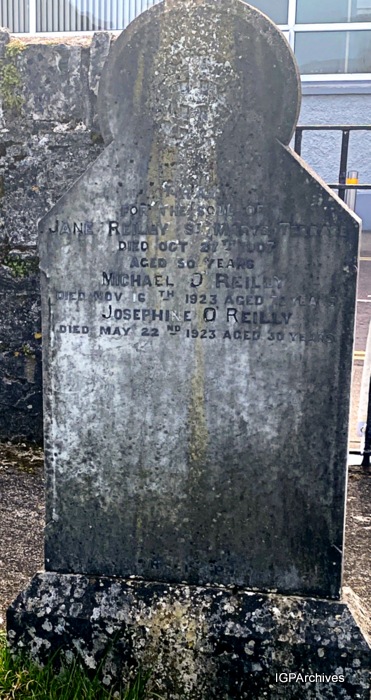 FOR THE SOUL OF
JANE REILLY ST MARYS TERRACE
DIED OCT
AGED 50 YEARS
MICHAEL O'REILLY
DIED NOV 16TH 1923 AGED
JOSEPHINE O'REILLY
DIED MAY 22ND 1923 AGED 30 YEARS
IGPArchives